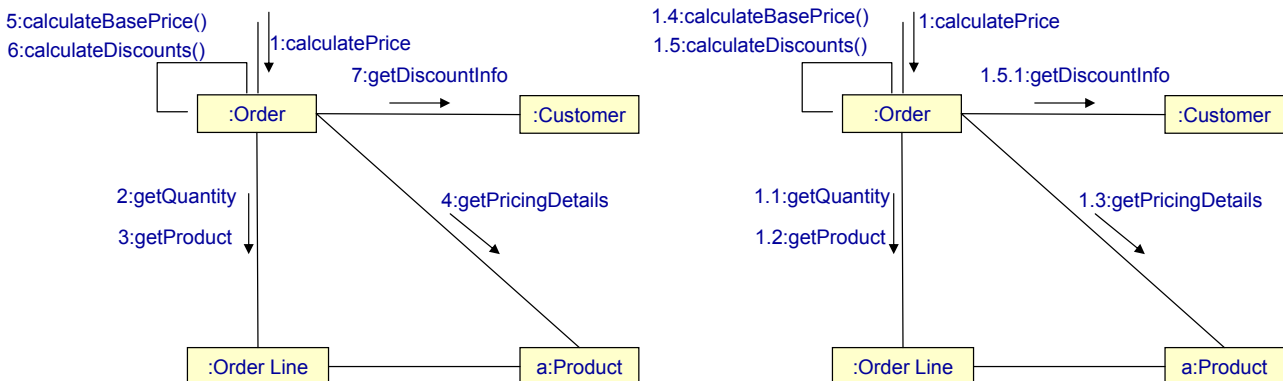 5:calculateBasePrice()
6:calculateDiscounts()
1:calculatePrice
7:getDiscountInfo
:Order
:Customer
2:getQuantity
3:getProduct
4:getPricingDetails
:Order Line
a:Product
1.4:calculateBasePrice()
1.5:calculateDiscounts()
1:calculatePrice
1.5.1:getDiscountInfo
:Order
:Customer
1.1:getQuantity
1.2:getProduct
1.3:getPricingDetails
:Order Line
a:Product